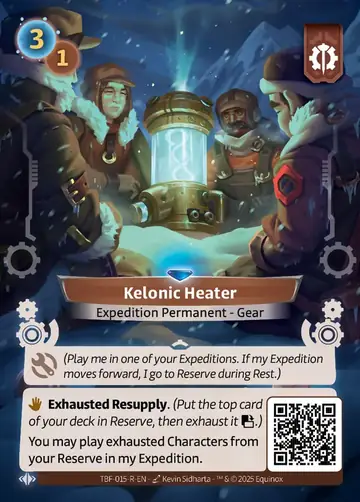 3
1
Kelonic Heater
Expedition Permanent - Gear
(Play me in one of your Expeditions. If my Expedition
moves forward, I go to Reserve during Rest.)
Exhausted Resupply. (Put the top card
of your deck in Reserve, then exhaust it .)
You may play exhausted Characters from
your Reserve in my Expedition.
TBF-015-R-EN - Kevin Sidharta - ™ & © 2025 Equinox